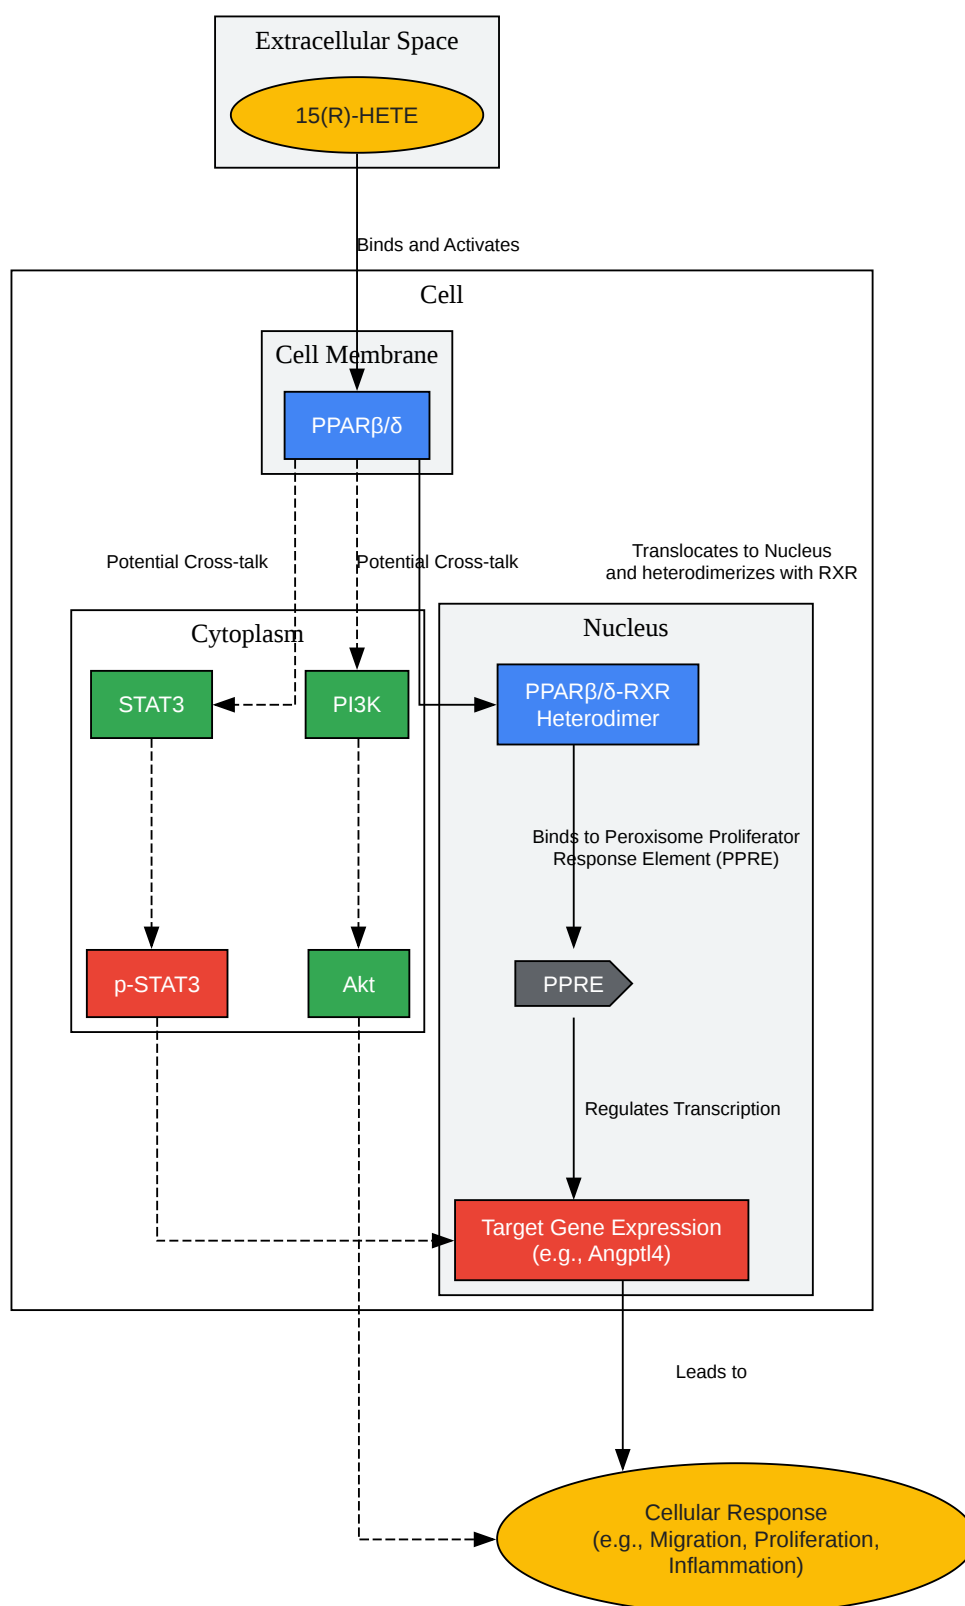 Extracellular Space
15(R)-HETE
Binds and Activates
Cell
Cell Membrane
PPARβ/δ
Potential Cross-talk
Potential Cross-talk
Translocates to Nucleus
and heterodimerizes with RXR
Cytoplasm
Nucleus
STAT3
PI3K
PPARβ/δ-RXR
Heterodimer
Binds to Peroxisome Proliferator
Response Element (PPRE)
p-STAT3
Akt
PPRE
Regulates Transcription
Target Gene Expression
(e.g., Angptl4)
Leads to
Cellular Response
(e.g., Migration, Proliferation,
Inflammation)